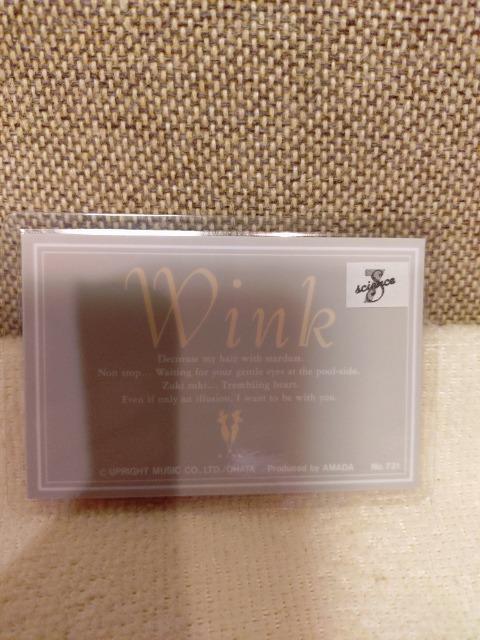 Wink
science
Decorate my hair with stardust.
Non stop... Waiting for your gentle eyes at the pool-side.
Zuki zuki... Trembling heart.
Even if only an illusion, I want to be with you.
© UPRIGHT MUSIC CO., LTD./OHATA Produced by AMADA No. 731